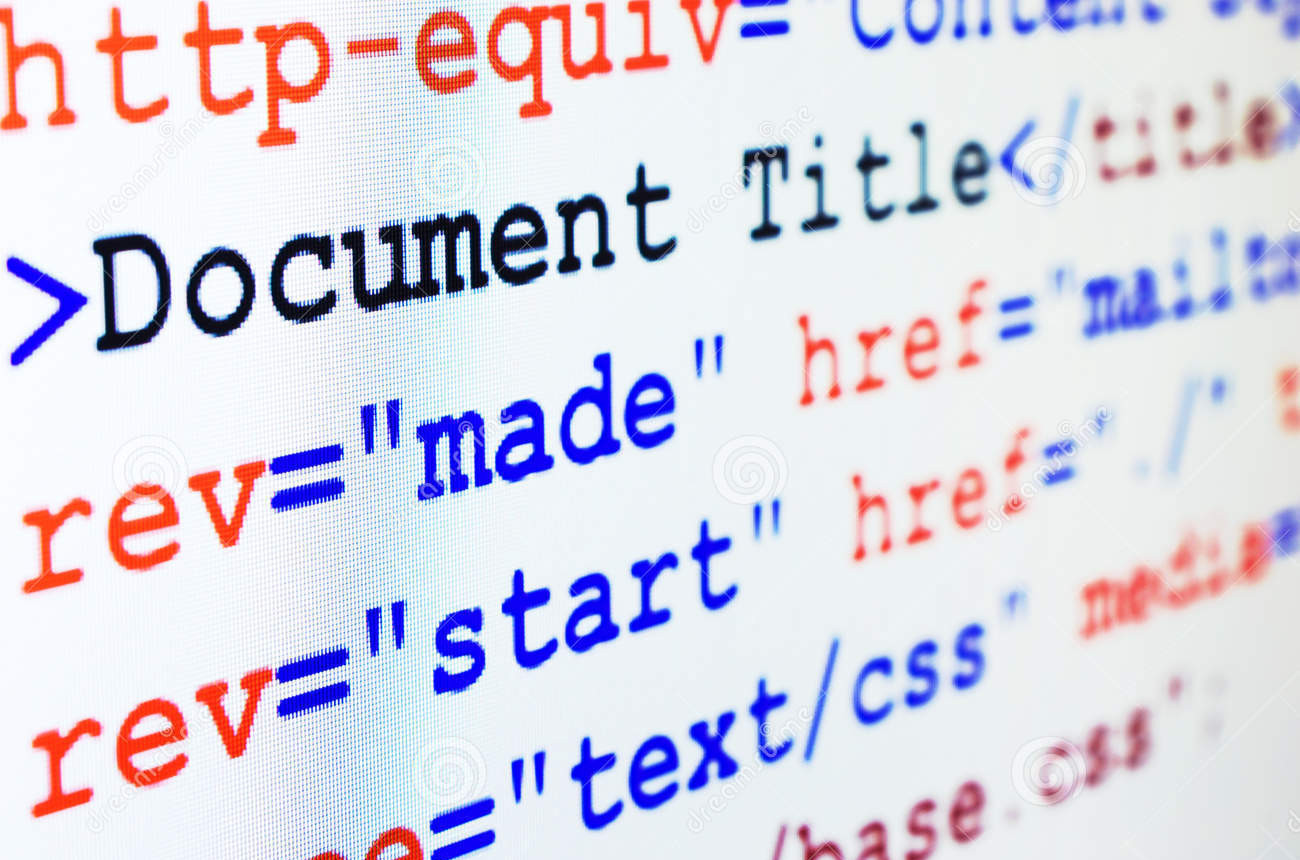 http-equiv="Content
>Document Title</title>
rev="made" href="mailto
rev="start" href="./"
="text/css" media=
/base.css";